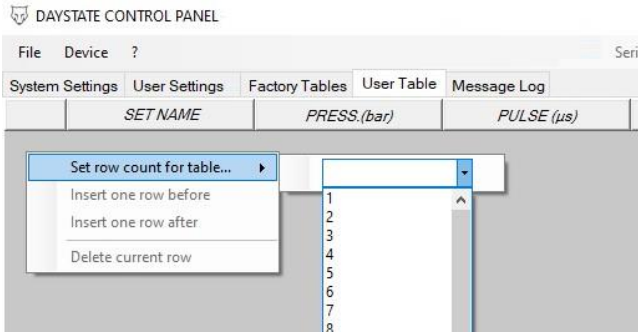 DAYSTATE CONTROL PANEL
File Device ? Seri
System Settings User Settings Factory Tables User Table Message Log
SET NAME PRESS.(bar) PULSE (µs)
Set row count for table...
Insert one row before
Insert one row after
Delete current row
1
2
3
4
5
6
7
8